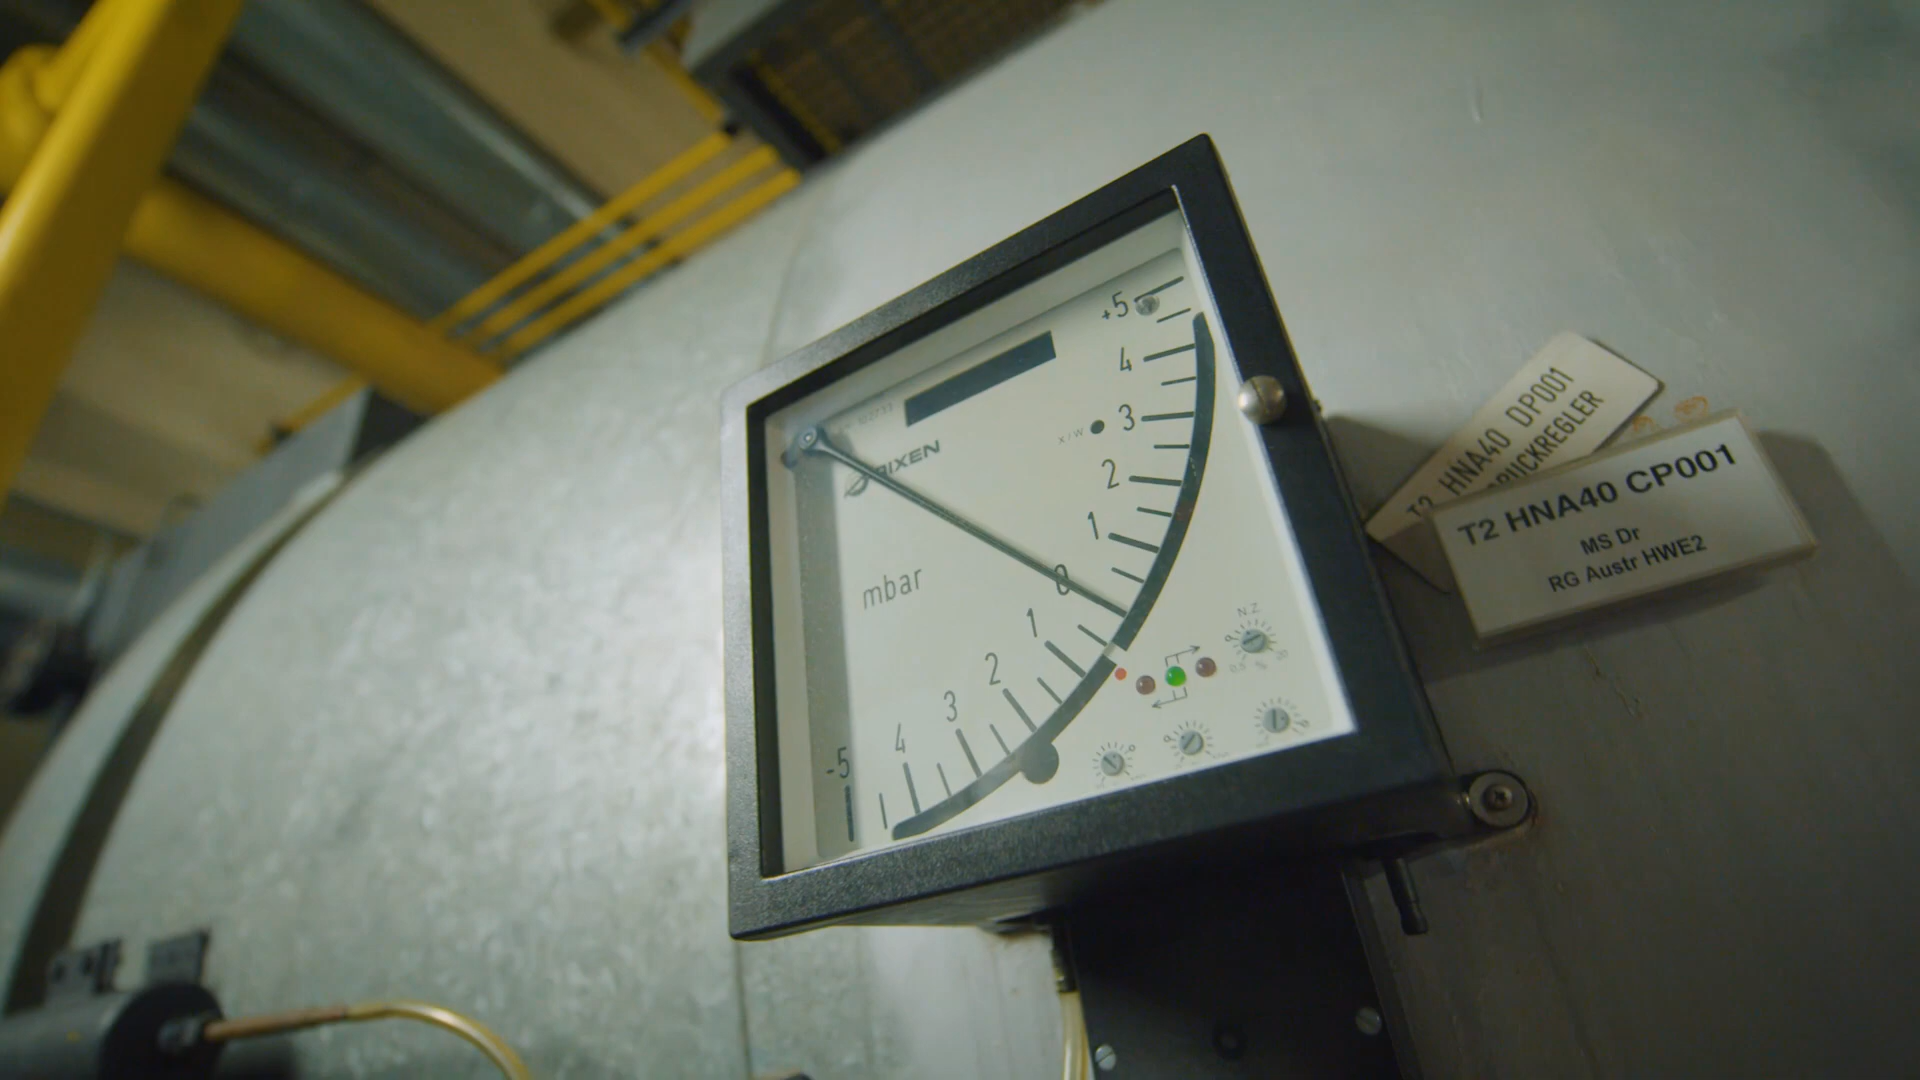 +5
4
3
X/W
2
1
0
1
2
3
4
-5
mbar
N.Z.
%
T2 HNA40 DP001
T2 HNA40 CP001
MS Dr
RG Austr HWE2